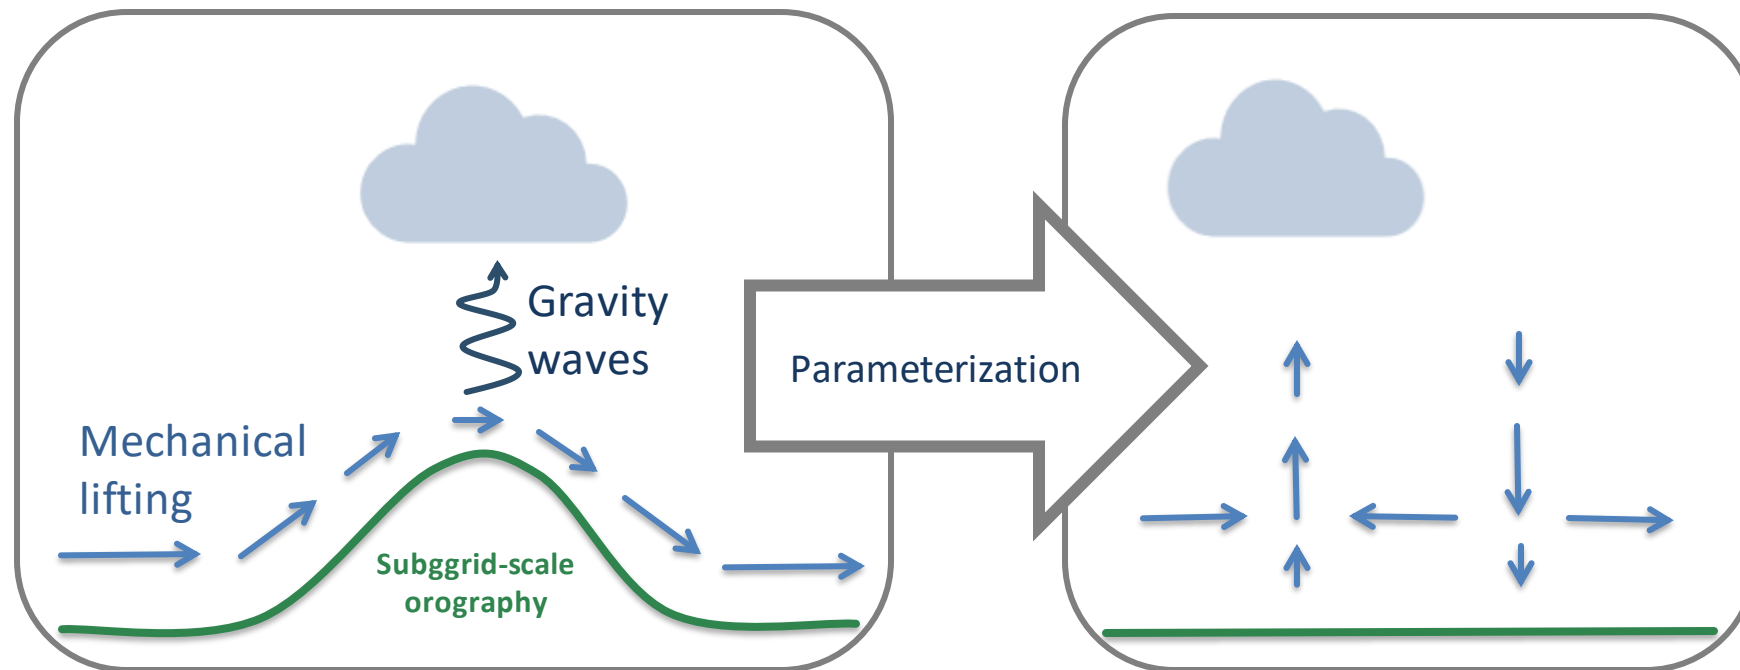 Gravity
waves
Mechanical
lifting
Subggrid-scale
orography
Parameterization